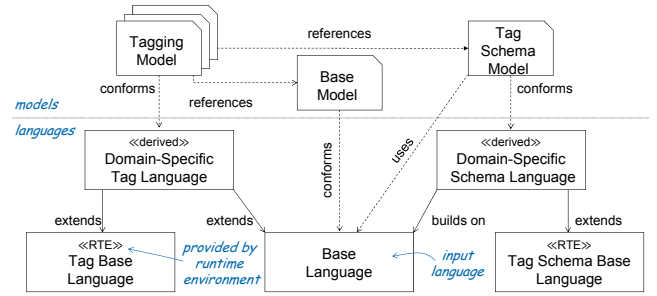 Tagging
Model
references
Tag
Schema
Model
Base
Model
conforms
references
conforms
models
languages
conforms
uses
«derived»
Domain-Specific
Tag Language
«derived»
Domain-Specific
Schema Language
extends
extends
builds on
extends
«RTE»
Tag Base
Language
provided by
runtime
environment
Base
Language
input
language
«RTE»
Tag Schema Base
Language